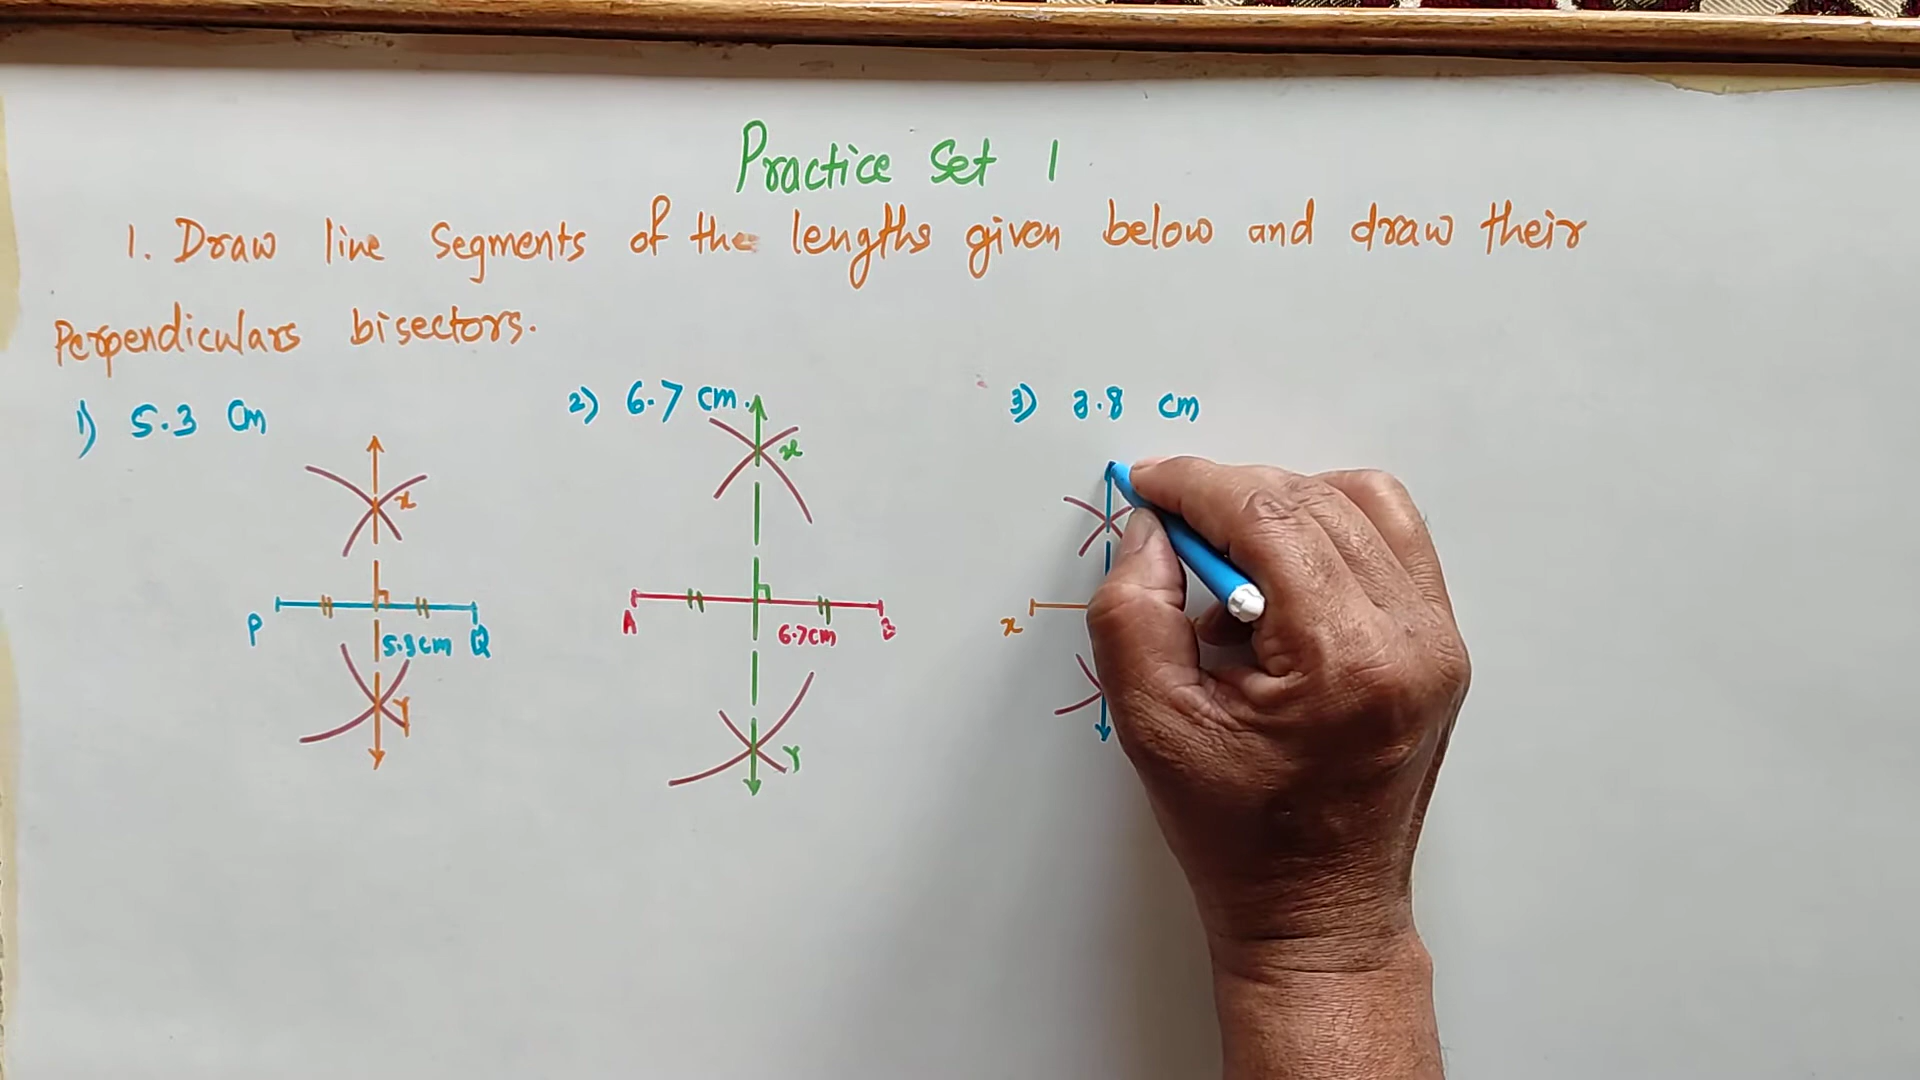 Practice Set 1
1. Draw line segments of the lengths given below and draw their
Perpendiculars bisectors.
1) 5.3 Cm
2) 6.7 cm.
3) 3.8 cm
x
P
5.3cm
Q
Y
x
A
6.7cm
B
Y
x